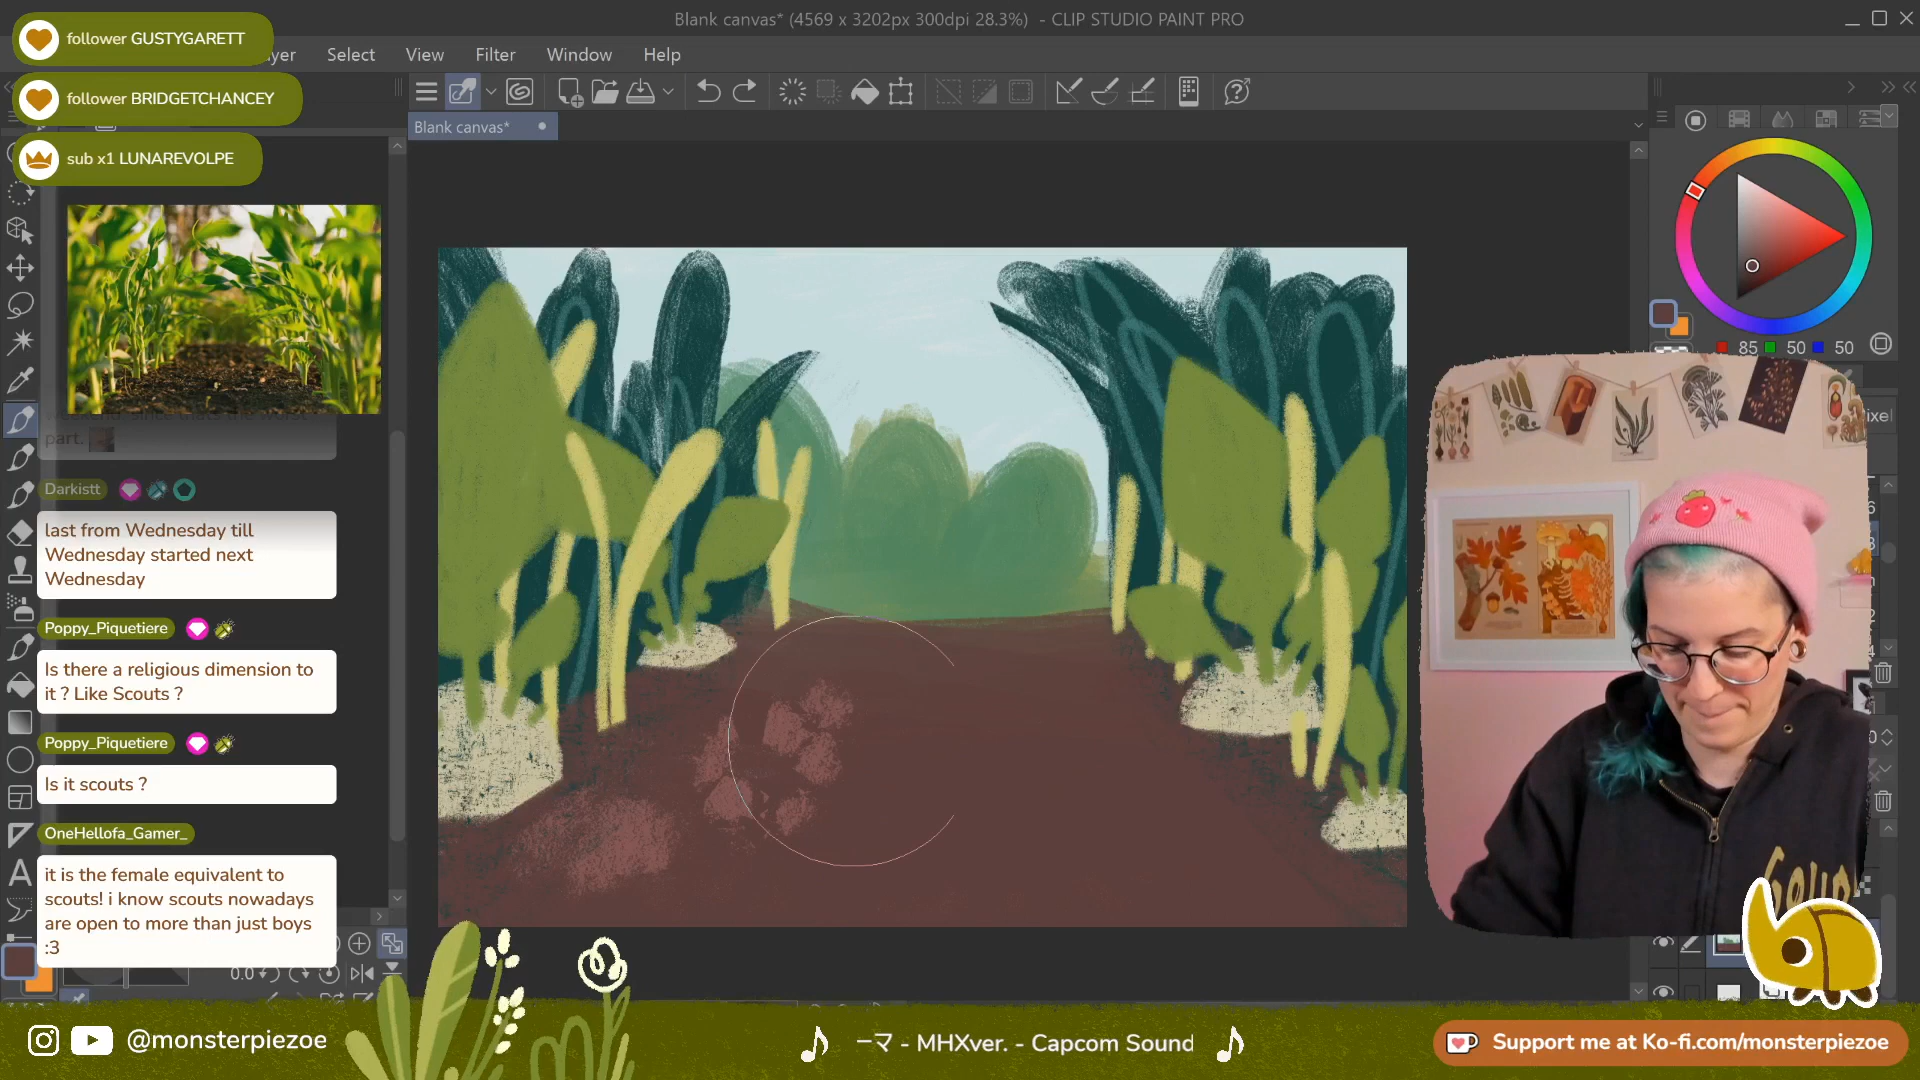 Blank canvas* (4569 x 3202px 300dpi 28.3%)  - CLIP STUDIO PAINT PRO
follower GUSTYGARETT
Select View Filter Window Help
follower BRIDGETCHANCEY
Blank canvas*
sub x1 LUNAREVOLPE
85 50 50
part.
Darkistt
last from Wednesday till
Wednesday started next
Wednesday
Poppy_Piquetiere
Is there a religious dimension to
it ? Like Scouts ?
Poppy_Piquetiere
Is it scouts ?
OneHellofa_Gamer_
it is the female equivalent to
scouts! i know scouts nowadays
are open to more than just boys
:3
0.0
@monsterpiezoe
ーマ - MHXver. - Capcom Sound
Support me at Ko-fi.com/monsterpiezoe